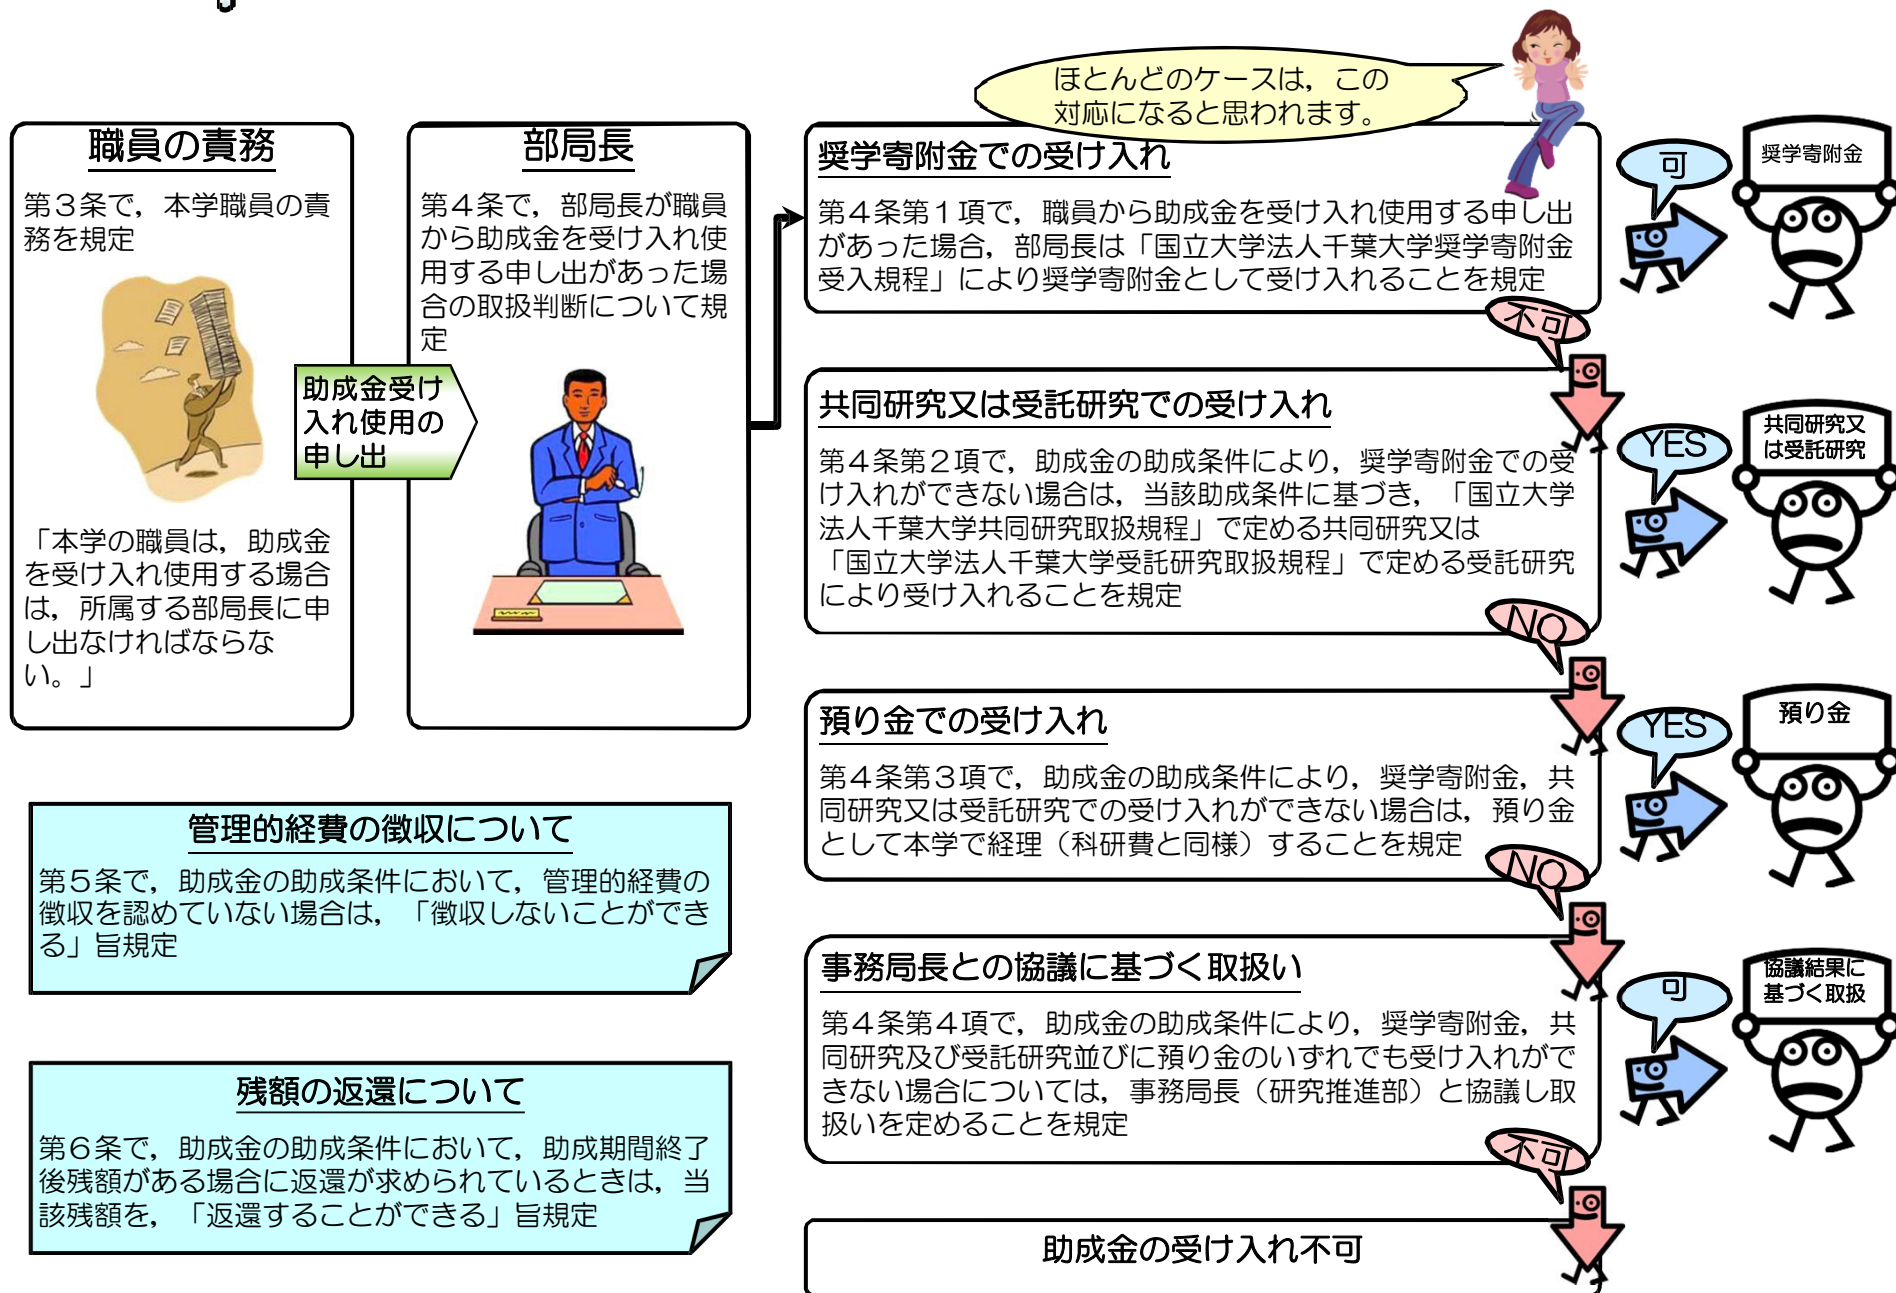 職員の責務
第３条で，本学職員の責
務を規定
「本学の職員は，助成金
を受け入れ使用する場合
は，所属する部局長に申
し出なければならな
い。」
助成金受け
入れ使用の
申し出
部局長
第４条で，部局長が職員
から助成金を受け入れ使
用する申し出があった場
合の取扱判断について規
定
ほとんどのケースは，この
対応になると思われます。
奨学寄附金での受け入れ
第４条第１項で，職員から助成金を受け入れ使用する申し出
があった場合，部局長は「国立大学法人千葉大学奨学寄附金
受入規程」により奨学寄附金として受け入れることを規定
可
奨学寄附金
不可
共同研究又は受託研究での受け入れ
第４条第２項で，助成金の助成条件により，奨学寄附金での受
け入れができない場合は，当該助成条件に基づき，「国立大学
法人千葉大学共同研究取扱規程」で定める共同研究又は
「国立大学法人千葉大学受託研究取扱規程」で定める受託研究
により受け入れることを規定
YES
共同研究又
は受託研究
NO
預り金での受け入れ
第４条第３項で，助成金の助成条件により，奨学寄附金，共
同研究又は受託研究での受け入れができない場合は，預り金
として本学で経理（科研費と同様）することを規定
YES
預り金
NO
事務局長との協議に基づく取扱い
第４条第４項で，助成金の助成条件により，奨学寄附金，共
同研究及び受託研究並びに預り金のいずれでも受け入れがで
きない場合については，事務局長（研究推進部）と協議し取
扱いを定めることを規定
可
協議結果に
基づく取扱
不可
助成金の受け入れ不可
管理的経費の徴収について
第５条で，助成金の助成条件において，管理的経費の
徴収を認めていない場合は，「徴収しないことができ
る」旨規定
残額の返還について
第６条で，助成金の助成条件において，助成期間終了
後残額がある場合に返還が求められているときは，当
該残額を，「返還することができる」旨規定